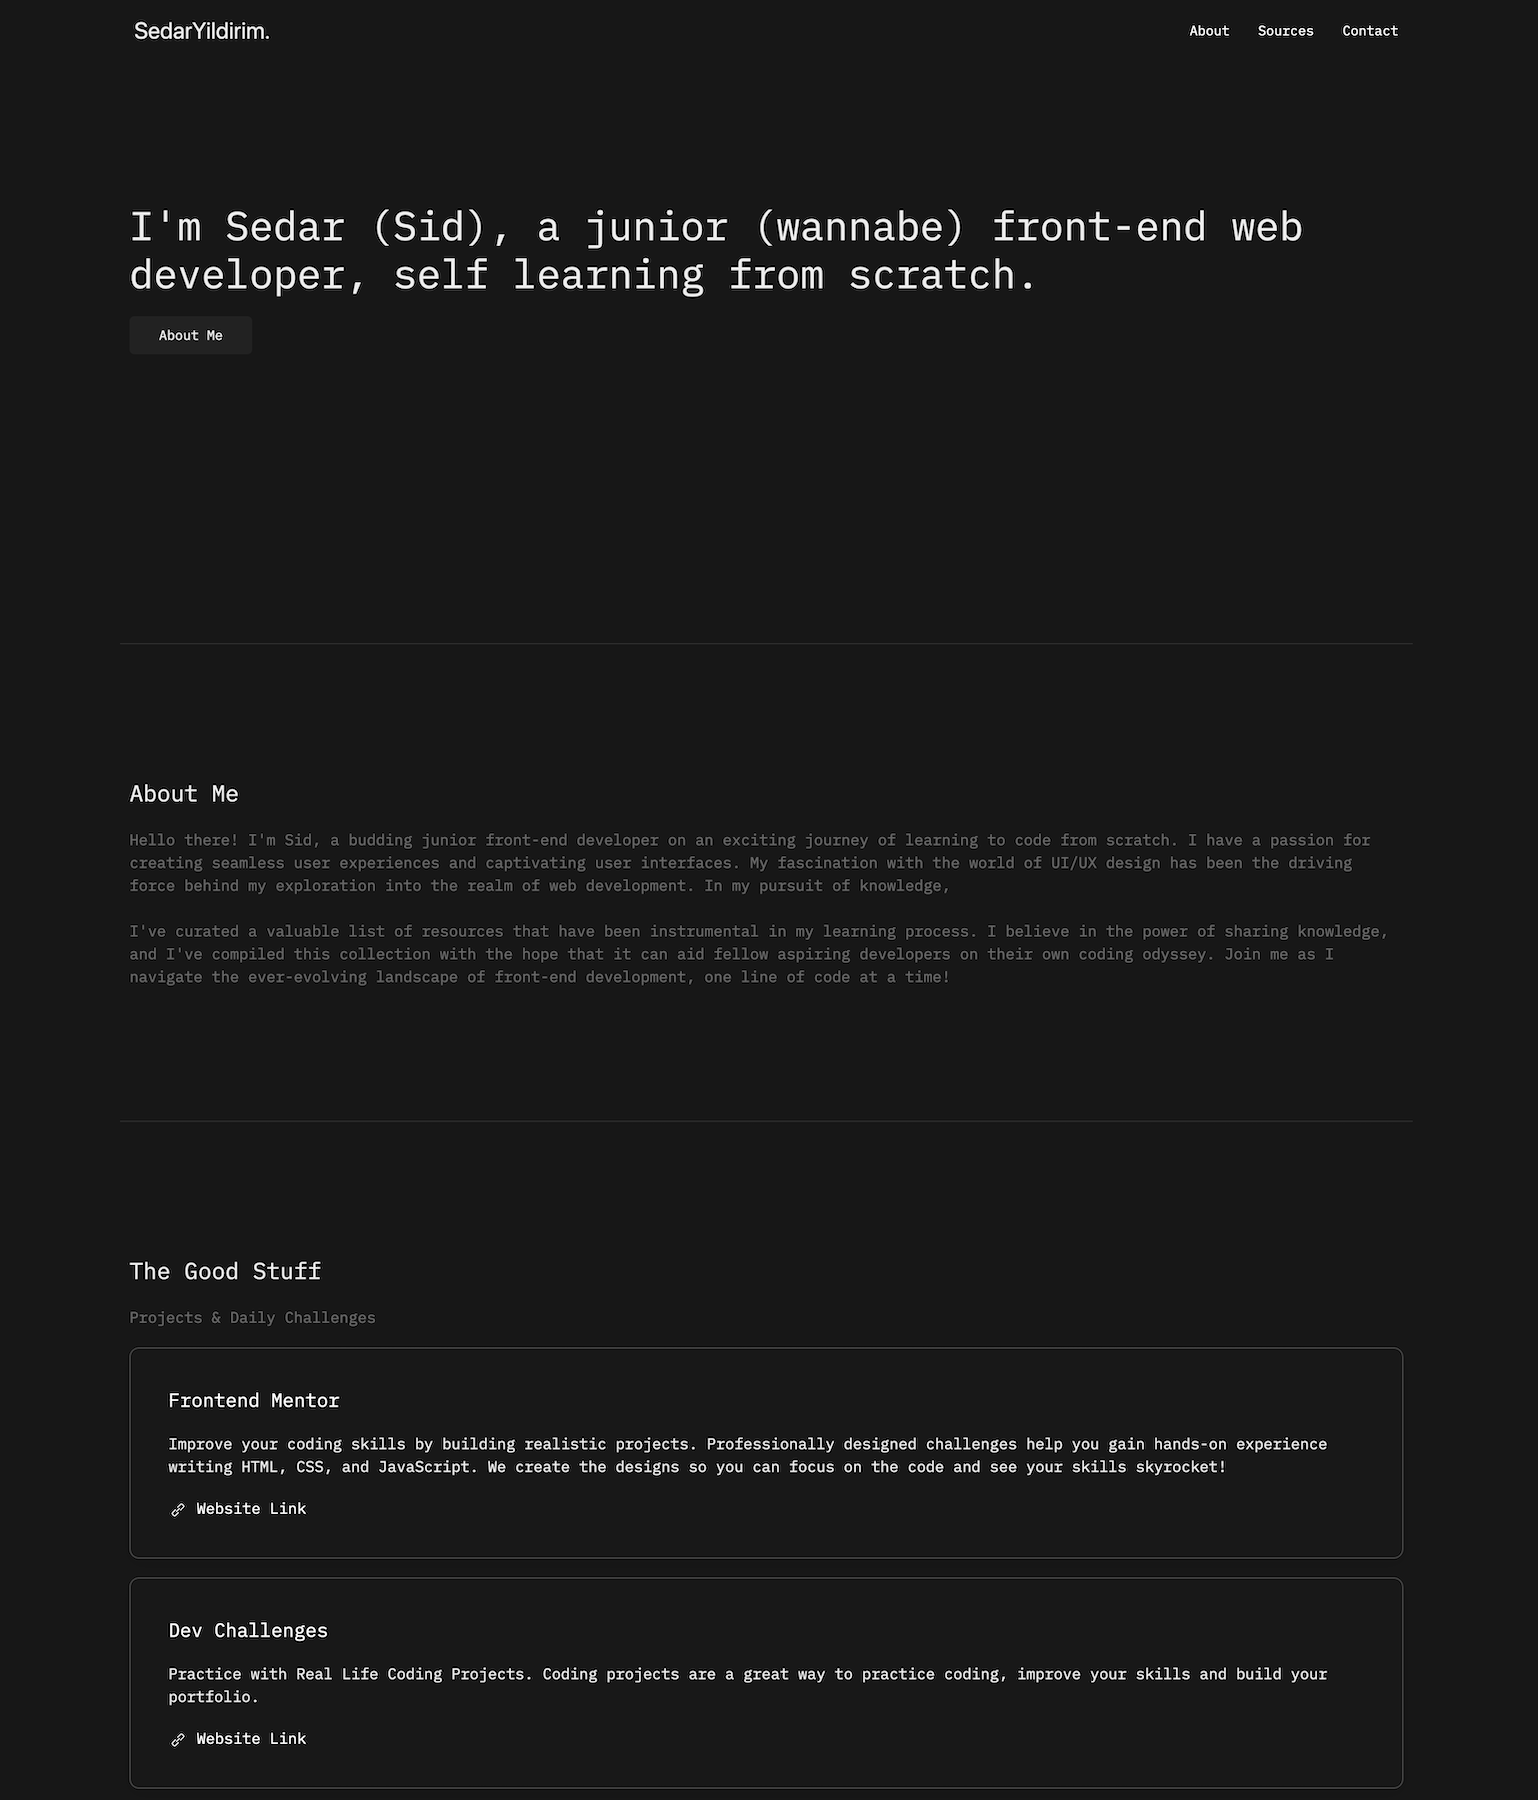 SedarYildirim.
About Sources Contact
I'm Sedar (Sid), a junior (wannabe) front-end web
developer, self learning from scratch.
About Me
About Me
Hello there! I'm Sid, a budding junior front-end developer on an exciting journey of learning to code from scratch. I have a passion for
creating seamless user experiences and captivating user interfaces. My fascination with the world of UI/UX design has been the driving
force behind my exploration into the realm of web development. In my pursuit of knowledge,
I've curated a valuable list of resources that have been instrumental in my learning process. I believe in the power of sharing knowledge,
and I've compiled this collection with the hope that it can aid fellow aspiring developers on their own coding odyssey. Join me as I
navigate the ever-evolving landscape of front-end development, one line of code at a time!
The Good Stuff
Projects & Daily Challenges
Frontend Mentor
Improve your coding skills by building realistic projects. Professionally designed challenges help you gain hands-on experience
writing HTML, CSS, and JavaScript. We create the designs so you can focus on the code and see your skills skyrocket!
Website Link
Dev Challenges
Practice with Real Life Coding Projects. Coding projects are a great way to practice coding, improve your skills and build your
portfolio.
Website Link